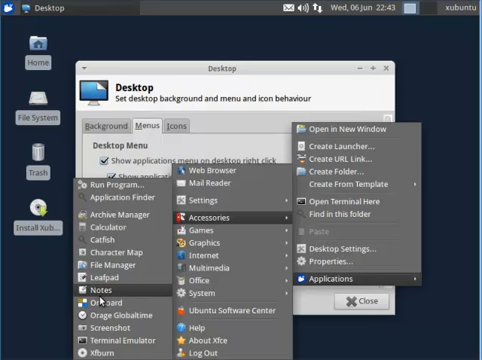 Desktop
Wed, 06 Jun 22:43
xubuntu
Home
File System
Trash
Install Xub...
Desktop
Desktop
Set desktop background and menu and icon behaviour
Background
Menus
Icons
Desktop Menu
Show applications menu on desktop right click
Open in New Window
Create Launcher...
Create URL Link...
Create Folder...
Create From Template
Open Terminal Here
Find in this folder
Paste
Desktop Settings...
Properties...
Applications
Close
Web Browser
Mail Reader
Settings
Accessories
Games
Graphics
Internet
Multimedia
Office
System
Ubuntu Software Center
Help
About Xfce
Log Out
Run Program...
Application Finder
Archive Manager
Calculator
Catfish
Character Map
File Manager
Leafpad
Notes
Orage Globaltime
Screenshot
Terminal Emulator
Xfburn